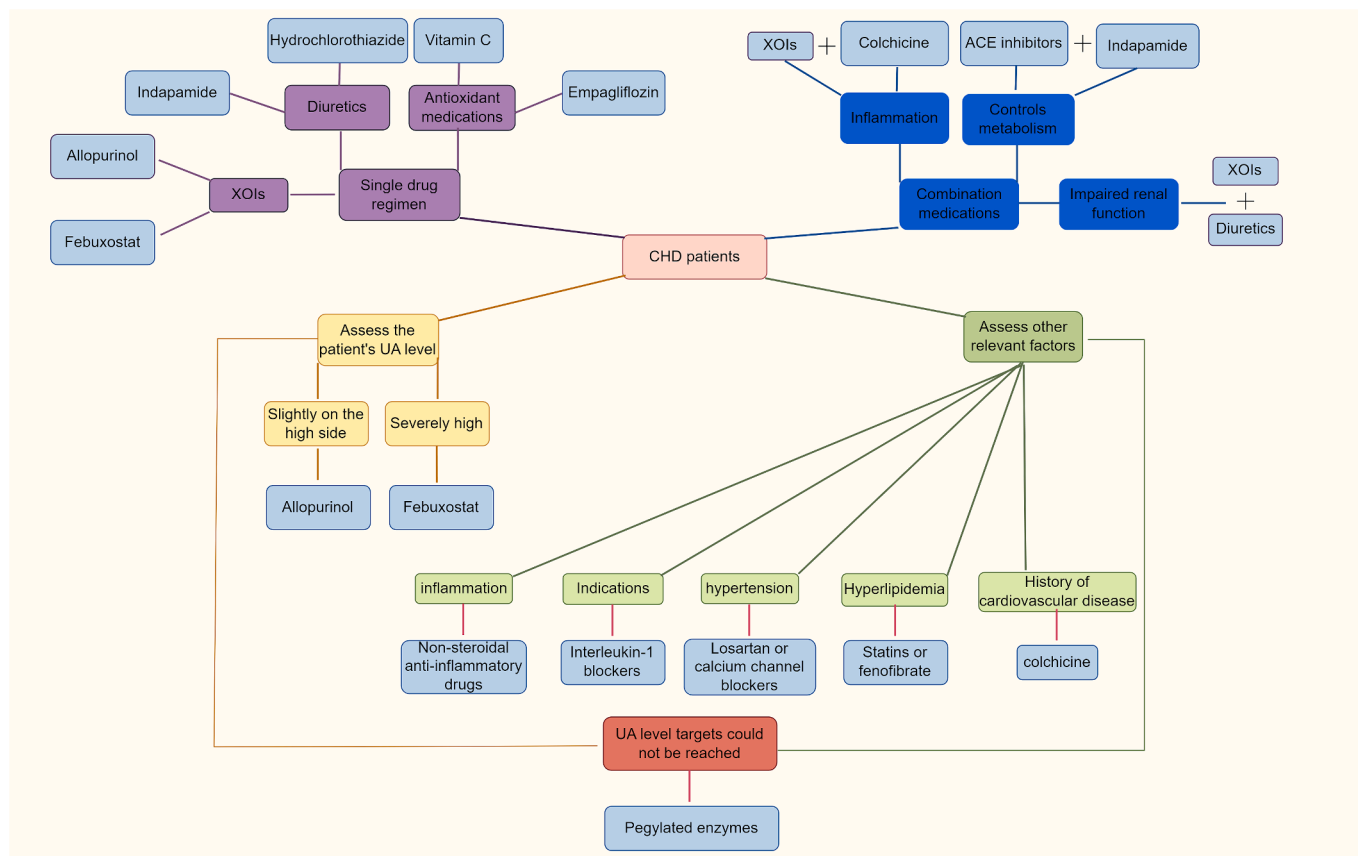 Hydrochlorothiazide
Vitamin C
Indapamide
Diuretics
Antioxidant
medications
Empagliflozin
Allopurinol
XOIs
Single drug
regimen
Febuxostat
XOIs
+
Colchicine
ACE inhibitors
+
Indapamide
Inflammation
Controls
metabolism
Combination
medications
Impaired renal
function
XOIs
+
Diuretics
CHD patients
Assess the
patient's UA level
Slightly on the
high side
Severely high
Allopurinol
Febuxostat
Assess other
relevant factors
inflammation
Indications
hypertension
Hyperlipidemia
History of
cardiovascular disease
Non-steroidal
anti-inflammatory
drugs
Interleukin-1
blockers
Losartan or
calcium channel
blockers
Statins or
fenofibrate
colchicine
UA level targets could
not be reached
Pegylated enzymes